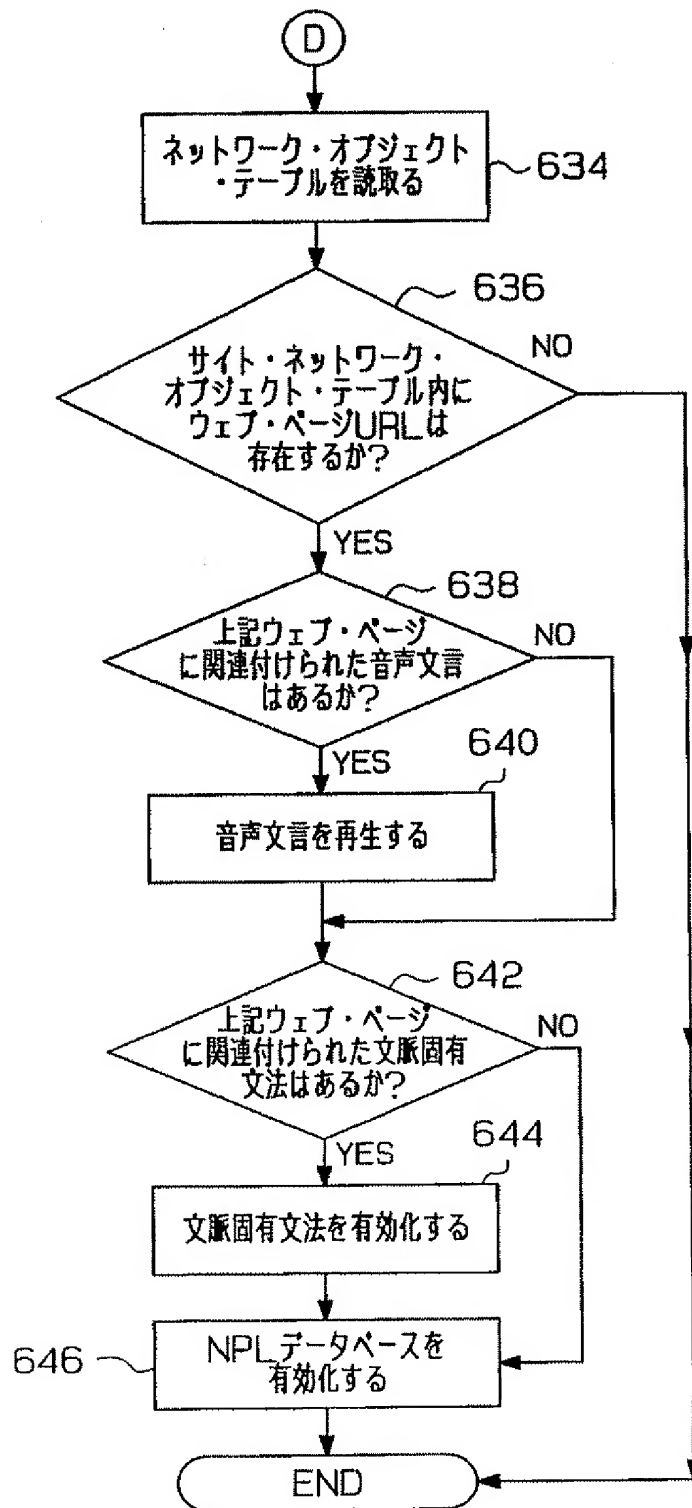 D
ネットワーク・オブジェクト
・テーブルを読取る
634
636
サイト・ネットワーク・
オブジェクト・テーブル内に
ウェブ・ページURLは
存在するか?
NO
YES
638
上記ウェブ・ページ
に関連付けられた音声文言
はあるか?
NO
YES
640
音声文言を再生する
642
上記ウェブ・ページ
に関連付けられた文脈固有
文法はあるか?
NO
YES
644
文脈固有文法を有効化する
646
NPLデータベースを
有効化する
END